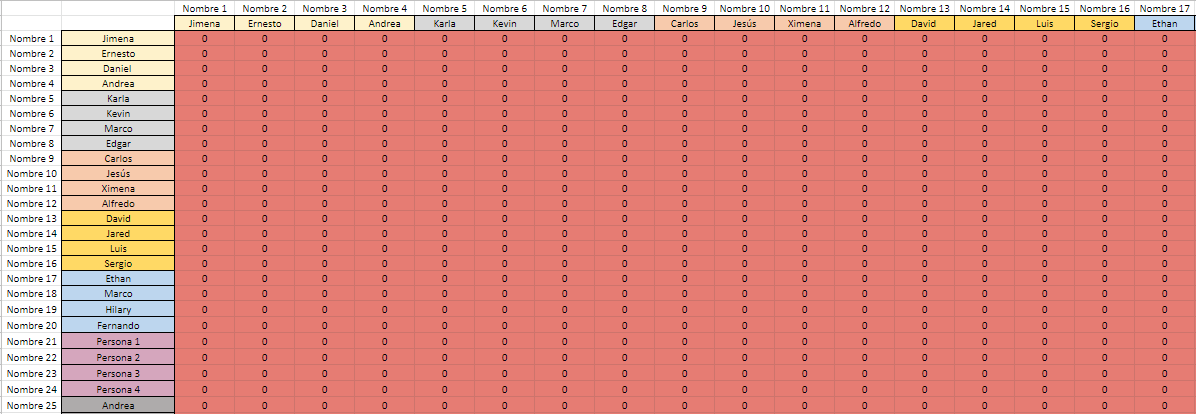 Nombre 1 Nombre 2 Nombre 3 Nombre 4 Nombre 5 Nombre 6 Nombre 7 Nombre 8 Nombre 9 Nombre 10 Nombre 11 Nombre 12 Nombre 13 Nombre 14 Nombre 15 Nombre 16 Nombre 17
Jimena Ernesto Daniel Andrea Karla Kevin Marco Edgar Carlos Jesús Ximena Alfredo David Jared Luis Sergio Ethan
Nombre 1 Jimena 0 0 0 0 0 0 0 0 0 0 0 0 0 0 0 0 0
Nombre 2 Ernesto 0 0 0 0 0 0 0 0 0 0 0 0 0 0 0 0 0
Nombre 3 Daniel 0 0 0 0 0 0 0 0 0 0 0 0 0 0 0 0 0
Nombre 4 Andrea 0 0 0 0 0 0 0 0 0 0 0 0 0 0 0 0 0
Nombre 5 Karla 0 0 0 0 0 0 0 0 0 0 0 0 0 0 0 0 0
Nombre 6 Kevin 0 0 0 0 0 0 0 0 0 0 0 0 0 0 0 0 0
Nombre 7 Marco 0 0 0 0 0 0 0 0 0 0 0 0 0 0 0 0 0
Nombre 8 Edgar 0 0 0 0 0 0 0 0 0 0 0 0 0 0 0 0 0
Nombre 9 Carlos 0 0 0 0 0 0 0 0 0 0 0 0 0 0 0 0 0
Nombre 10 Jesús 0 0 0 0 0 0 0 0 0 0 0 0 0 0 0 0 0
Nombre 11 Ximena 0 0 0 0 0 0 0 0 0 0 0 0 0 0 0 0 0
Nombre 12 Alfredo 0 0 0 0 0 0 0 0 0 0 0 0 0 0 0 0 0
Nombre 13 David 0 0 0 0 0 0 0 0 0 0 0 0 0 0 0 0 0
Nombre 14 Jared 0 0 0 0 0 0 0 0 0 0 0 0 0 0 0 0 0
Nombre 15 Luis 0 0 0 0 0 0 0 0 0 0 0 0 0 0 0 0 0
Nombre 16 Sergio 0 0 0 0 0 0 0 0 0 0 0 0 0 0 0 0 0
Nombre 17 Ethan 0 0 0 0 0 0 0 0 0 0 0 0 0 0 0 0 0
Nombre 18 Marco 0 0 0 0 0 0 0 0 0 0 0 0 0 0 0 0 0
Nombre 19 Hilary 0 0 0 0 0 0 0 0 0 0 0 0 0 0 0 0 0
Nombre 20 Fernando 0 0 0 0 0 0 0 0 0 0 0 0 0 0 0 0 0
Nombre 21 Persona 1 0 0 0 0 0 0 0 0 0 0 0 0 0 0 0 0 0
Nombre 22 Persona 2 0 0 0 0 0 0 0 0 0 0 0 0 0 0 0 0 0
Nombre 23 Persona 3 0 0 0 0 0 0 0 0 0 0 0 0 0 0 0 0 0
Nombre 24 Persona 4 0 0 0 0 0 0 0 0 0 0 0 0 0 0 0 0 0
Nombre 25 Andrea 0 0 0 0 0 0 0 0 0 0 0 0 0 0 0 0 0